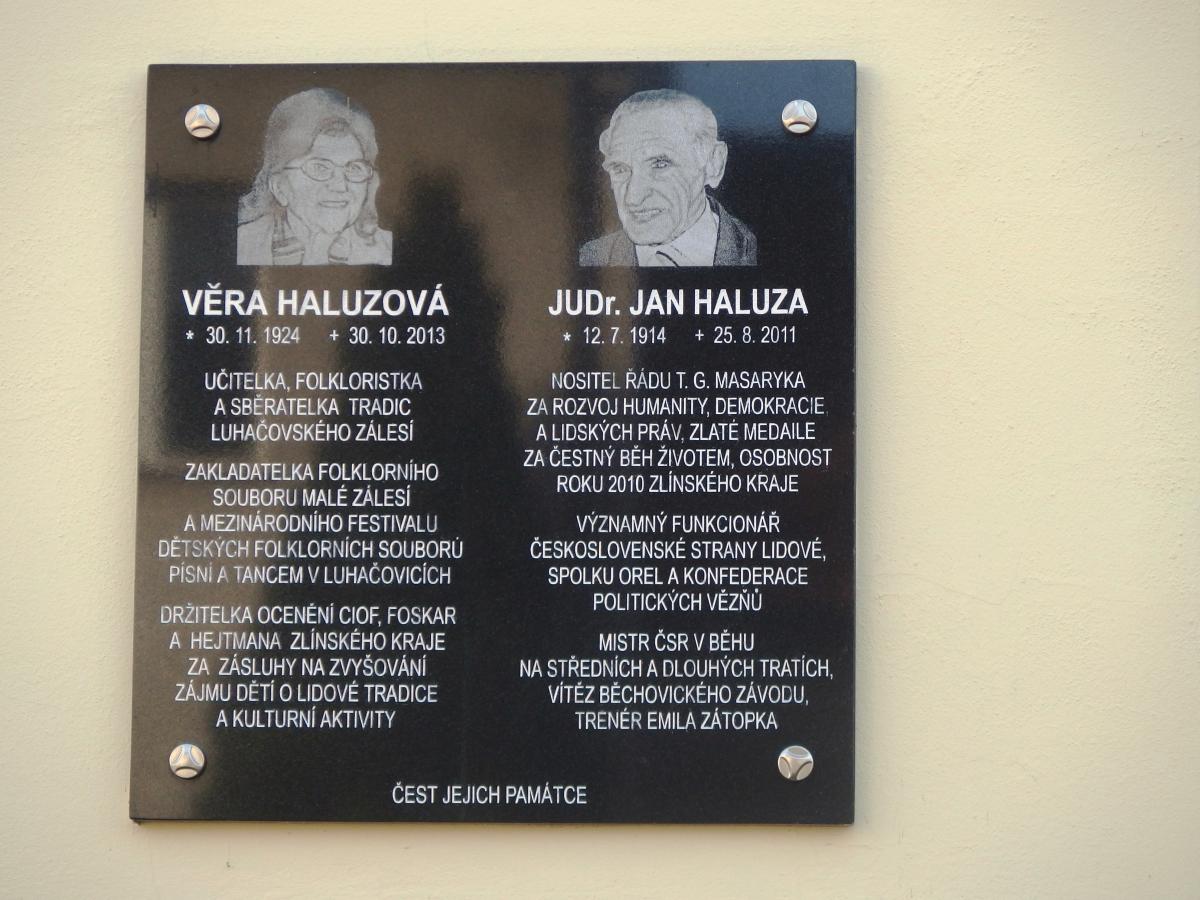 VĚRA HALUZOVÁ
* 30. 11. 1924 + 30. 10. 2013
UČITELKA, FOLKLORISTKA
A SBĚRATELKA TRADIC
LUHAČOVSKÉHO ZÁLESÍ
ZAKLADATELKA FOLKLORNÍHO
SOUBORU MALÉ ZÁLESÍ
A MEZINÁRODNÍHO FESTIVALU
DĚTSKÝCH FOLKLORNÍCH SOUBORŮ
PÍSNÍ A TANCEM V LUHAČOVICÍCH
DRŽITELKA OCENĚNÍ CIOF, FOSKAR
A HEJTMANA ZLÍNSKÉHO KRAJE
ZA ZÁSLUHY NA ZVYŠOVÁNÍ
ZÁJMU DĚTÍ O LIDOVÉ TRADICE
A KULTURNÍ AKTIVITY
JUDr. JAN HALUZA
* 12. 7. 1914 + 25. 8. 2011
NOSITEL ŘÁDU T. G. MASARYKA
ZA ROZVOJ HUMANITY, DEMOKRACIE,
A LIDSKÝCH PRÁV, ZLATÉ MEDAILE
ZA ČESTNÝ BĚH ŽIVOTEM, OSOBNOST
ROKU 2010 ZLÍNSKÉHO KRAJE
VÝZNAMNÝ FUNKCIONÁŘ
ČESKOSLOVENSKÉ STRANY LIDOVÉ,
SPOLKU OREL A KONFEDERACE
POLITICKÝCH VĚZŇŮ
MISTR ČSR V BĚHU
NA STŘEDNÍCH A DLOUHÝCH TRATÍCH,
VÍTĚZ BĚCHOVICKÉHO ZÁVODU,
TRENÉR EMILA ZÁTOPKA
ČEST JEJICH PAMÁTCE